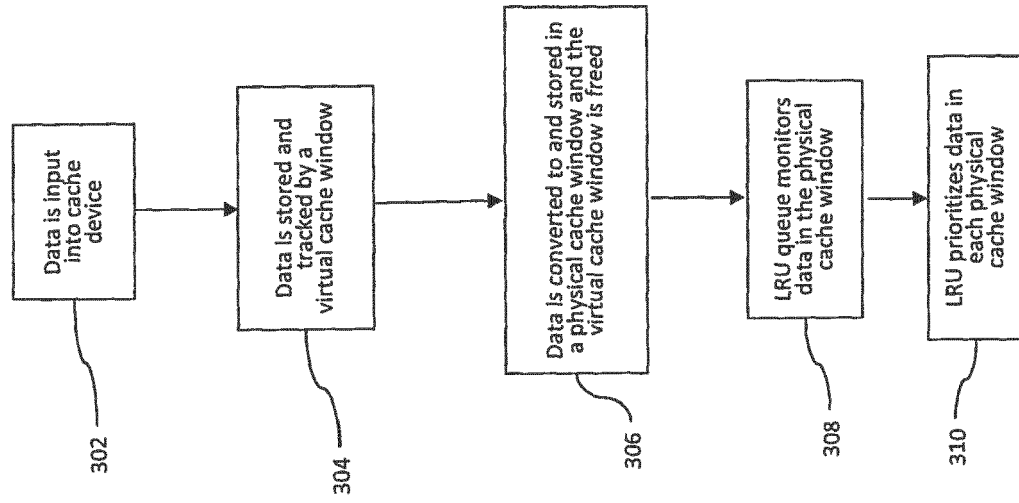 302
Data is input
into cache
device
304
Data is stored and
tracked by a
virtual cache window
306
Data is converted to and stored in
a physical cache window and the
virtual cache window is freed
308
LRU queue monitors
data in the physical
cache window
310
LRU prioritizes data in
each physical
cache window